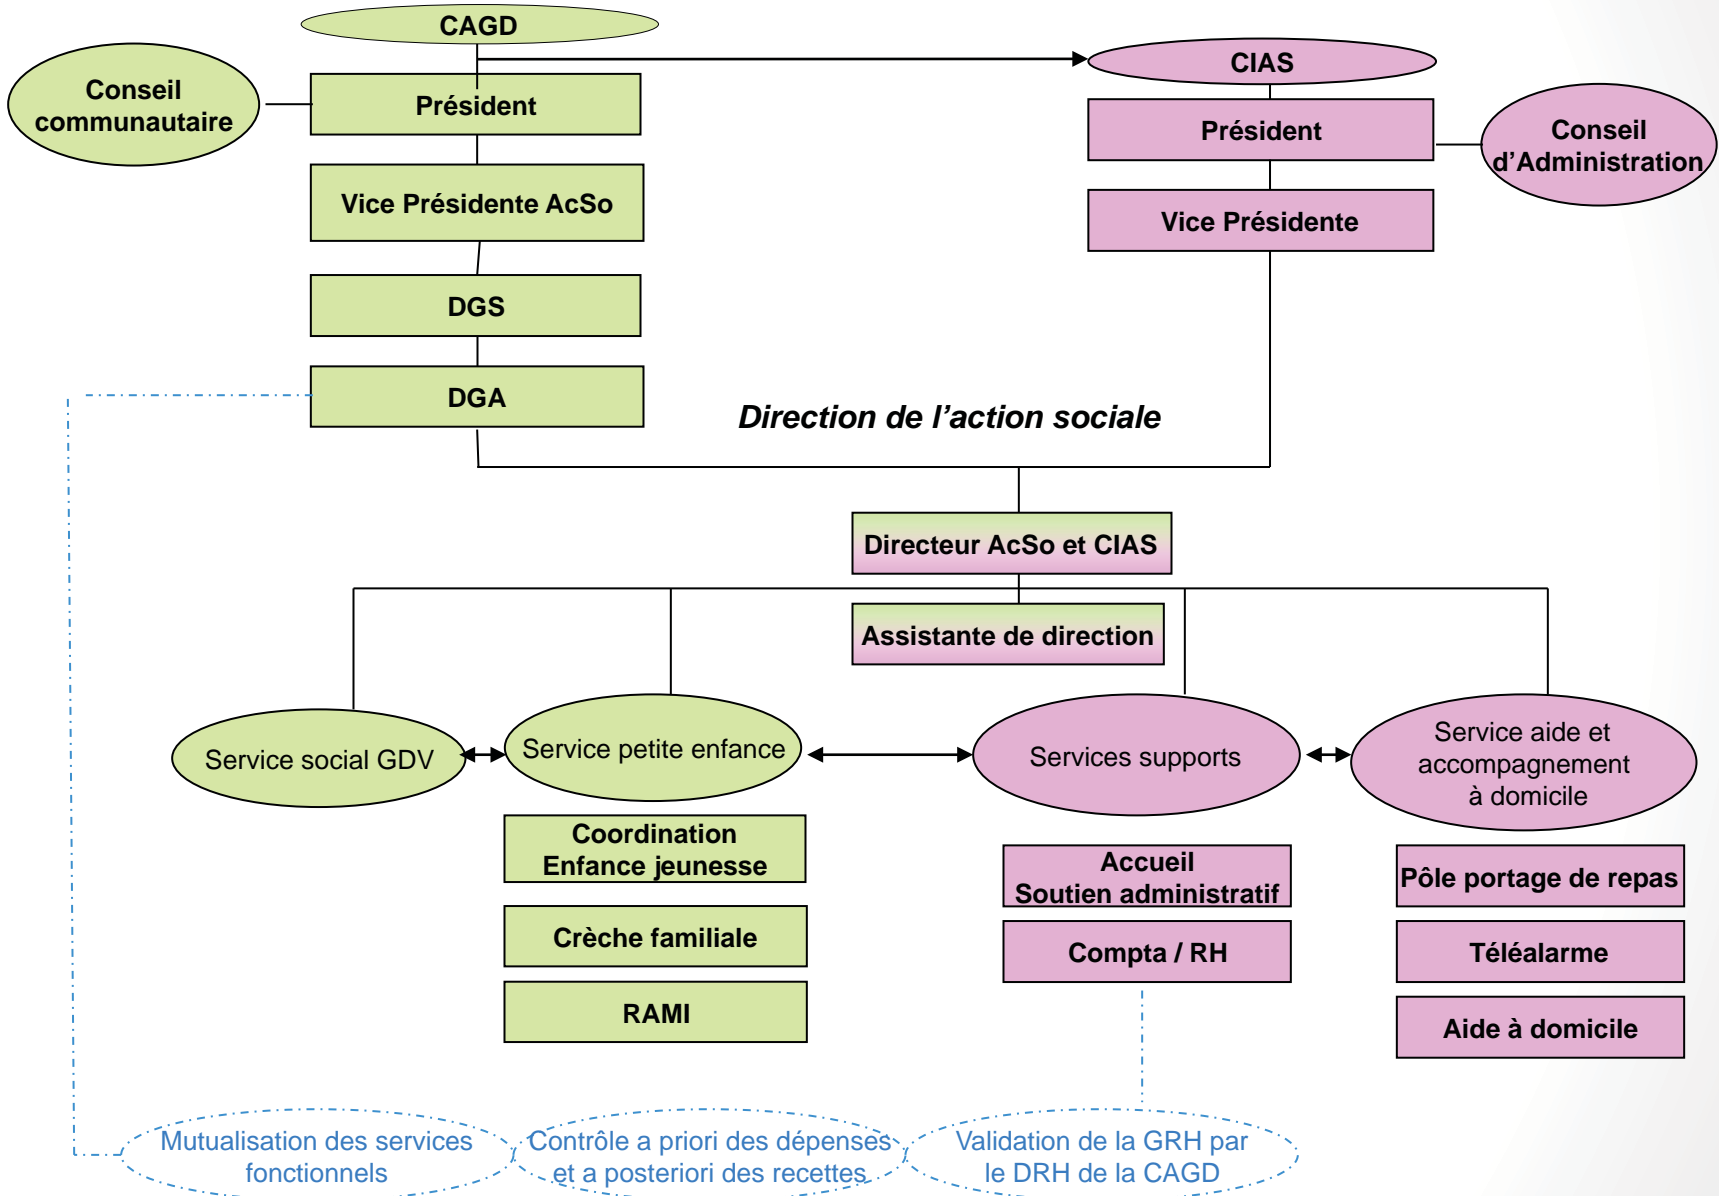 CAGD
Conseil
communautaire
Président
Vice Présidente AcSo
DGS
DGA
CIAS
Président
Vice Présidente
Conseil
d’Administration
Direction de l’action sociale
Directeur AcSo et CIAS
Assistante de direction
Service social GDV
Service petite enfance
Services supports
Service aide et
accompagnement
à domicile
Coordination
Enfance jeunesse
Crèche familiale
RAMI
Accueil
Soutien administratif
Compta / RH
Pôle portage de repas
Téléalarme
Aide à domicile
Mutualisation des services
fonctionnels
Contrôle a priori des dépenses
et a posteriori des recettes
Validation de la GRH par
le DRH de la CAGD